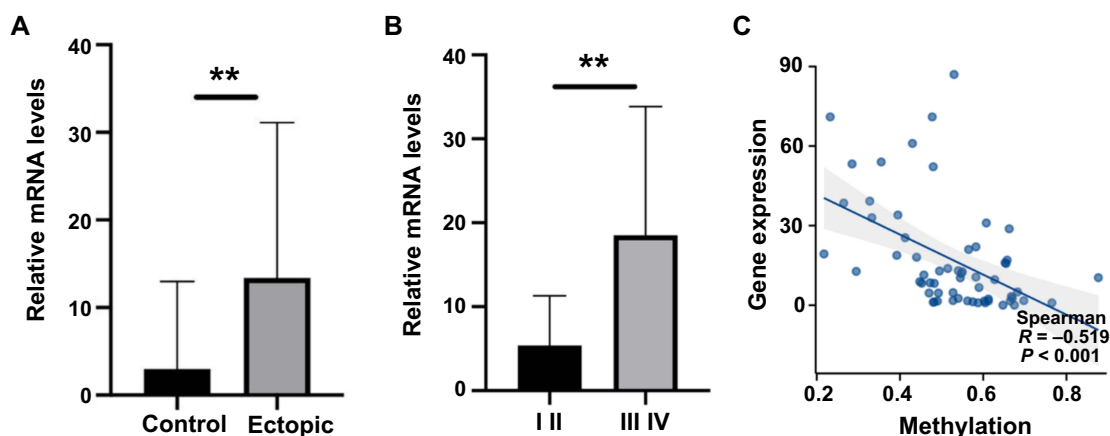 A
Relative mRNA levels
40
30
20
10
0
**
Control
Ectopic
B
Relative mRNA levels
40
30
20
10
0
**
I II
III IV
C
Gene expression
90
60
30
0
Spearman
R = –0.519
P < 0.001
0.2
0.4
0.6
0.8
Methylation